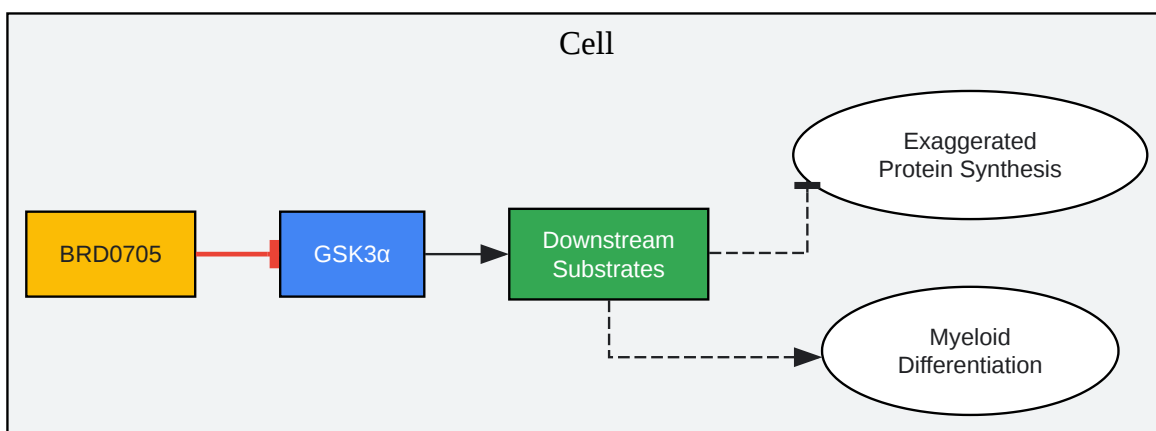 Cell
BRD0705
GSK3α
Downstream
Substrates
Exaggerated
Protein Synthesis
Myeloid
Differentiation